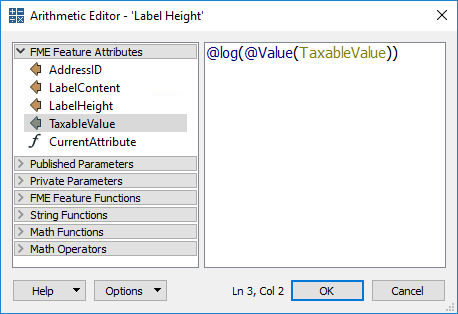 Arithmetic Editor - 'Label Height'
FME Feature Attributes
AddressID
LabelContent
LabelHeight
TaxableValue
CurrentAttribute
Published Parameters
Private Parameters
FME Feature Functions
String Functions
Math Functions
Math Operators
@log(@Value(TaxableValue))
Help
Options
Ln 3, Col 2
OK
Cancel